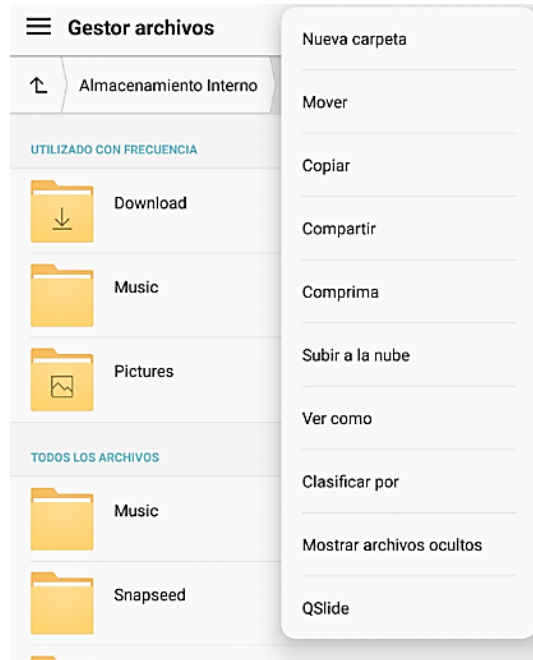 Gestor archivos
Almacenamiento Interno
UTILIZADO CON FRECUENCIA
Download
Music
Pictures
TODOS LOS ARCHIVOS
Music
Snapseed
Nueva carpeta
Mover
Copiar
Compartir
Comprima
Subir a la nube
Ver como
Clasificar por
Mostrar archivos ocultos
QSlide